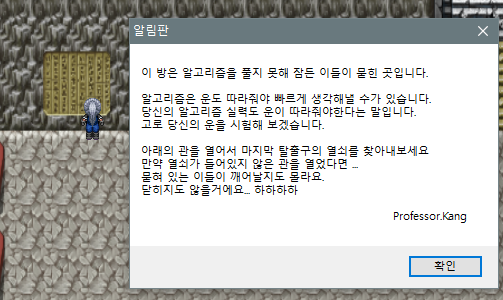 알림판
이 방은 알고리즘을 풀지 못해 잠든 이들이 묻힌 곳입니다.
알고리즘은 운도 따라줘야 빠르게 생각해낼 수가 있습니다.
당신의 알고리즘 실력도 운이 따라줘야한다는 말입니다.
고로 당신의 운을 시험해 보겠습니다.
아래의 관을 열어서 마지막 탈출구의 열쇠를 찾아내보세요
만약 열쇠가 들어있지 않은 관을 열었다면 ...
묻혀 있는 이들이 깨어날지도 몰라요.
닫히지도 않을거에요... 하하하하
Professor.Kang
확인